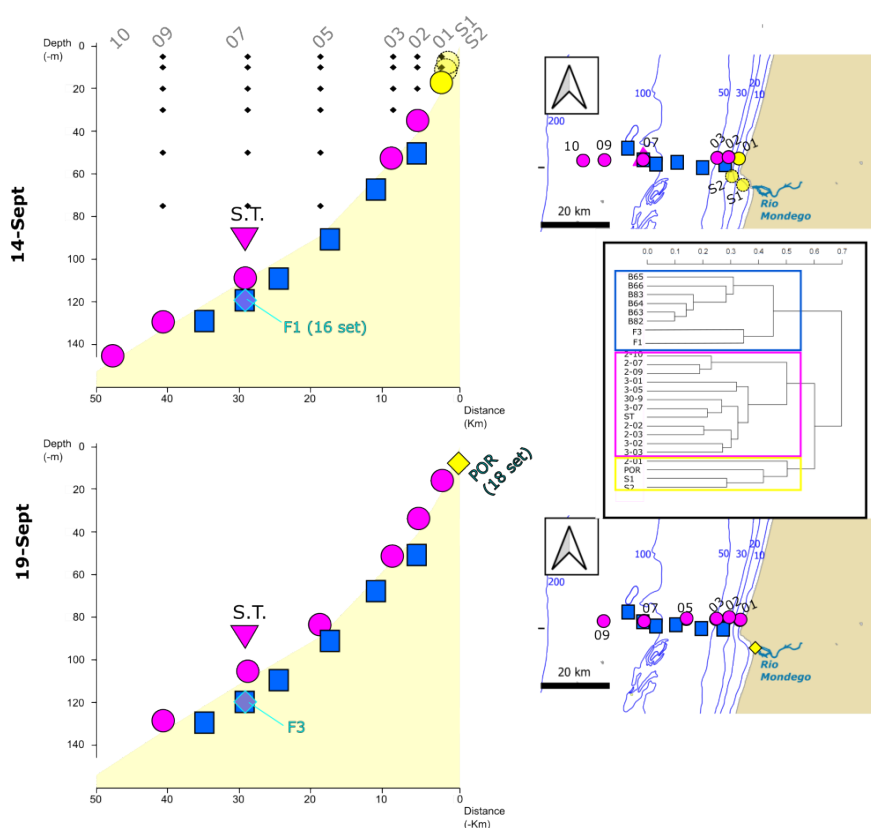 14-Sept
Depth
(-m)
10 09 07 05 03 02 01 S1
S2
0
20
40
60
80
100
120
140
S.T.
F1 (16 set)
50 40 30 20 10 0
Distance
(Km)
19-Sept
Depth
(-m)
0
20
40
60
80
100
120
140
POR
(18 set)
S.T.
F3
50 40 30 20 10 0
Distance
(-Km)
200
100
50
30
20
10
10
09
07
03
02
01
S2
S1
Rio
Mondego
20 km
0.0 0.1 0.2 0.3 0.4 0.5 0.6 0.7
B65
B66
B83
B64
B63
B82
F3
F1
2-10
2-07
2-09
3-01
3-05
30-9
3-07
ST
2-02
2-03
3-02
3-03
2-01
POR
S1
S2
200
100
50
30
20
10
09
07
05
03
02
01
Rio
Mondego
20 km